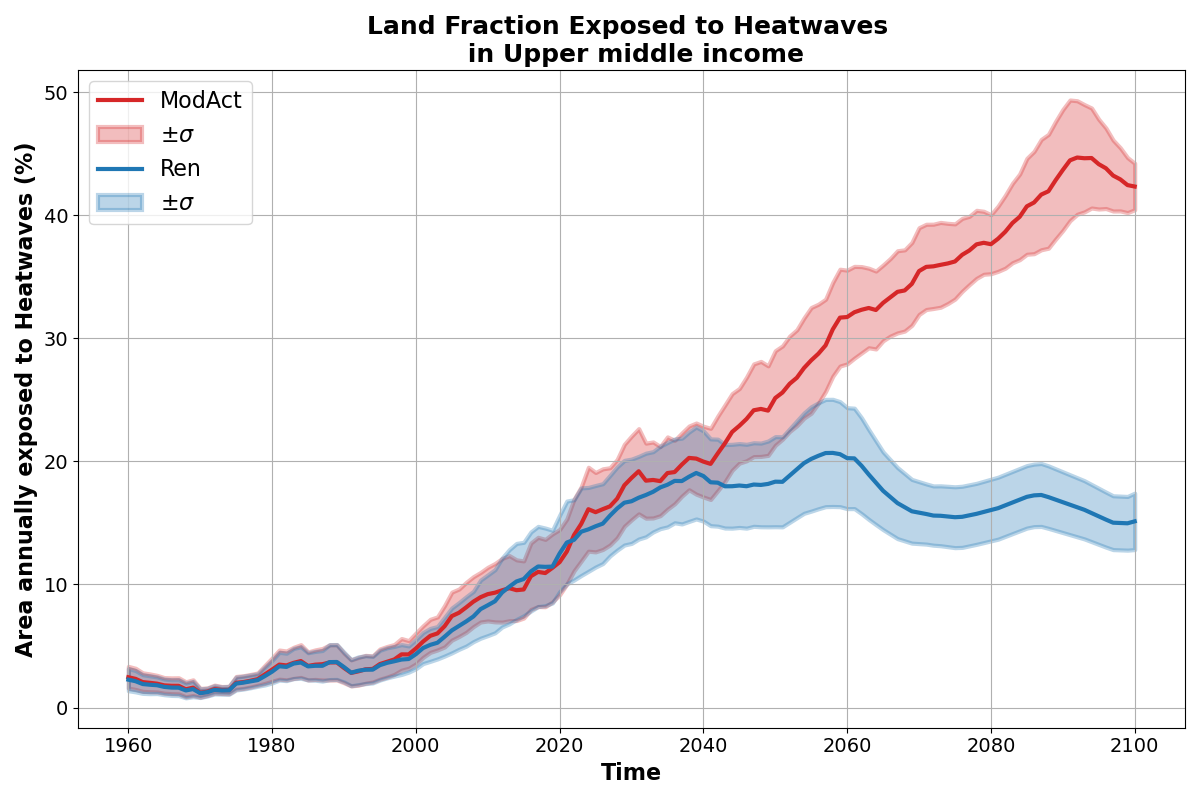 Land Fraction Exposed to Heatwaves
in Upper middle income
ModAct
±σ
Ren
±σ
Area annually exposed to Heatwaves (%)
50
40
30
20
10
0
1960 1980 2000 2020 2040 2060 2080 2100
Time